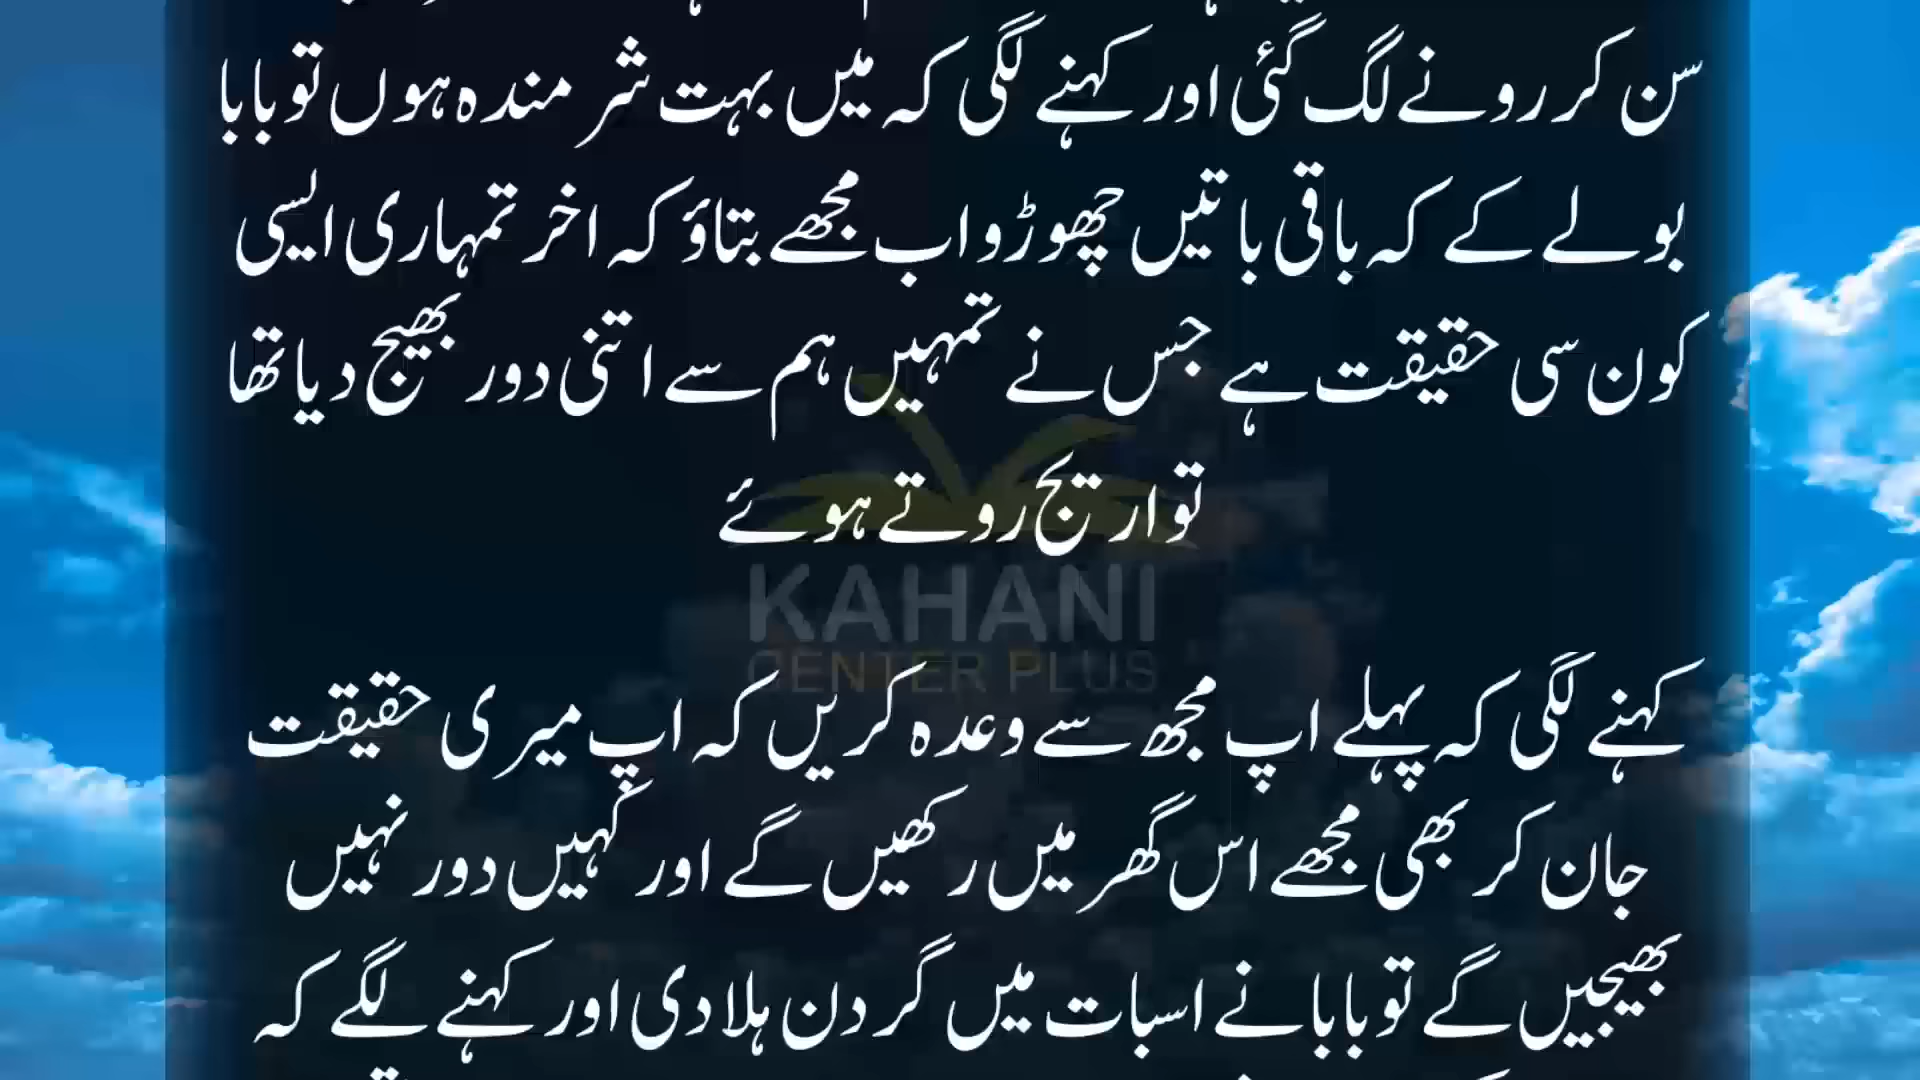 سن کر رونے لگ گئی اور کہنے لگی کہ میں بہت شرمندہ ہوں تو بابا
بولے کے کہ باقی باتیں چھوڑو اب مجھے بتاؤ کہ اخر تمہاری ایسی
کون سی حقیقت ہے جس نے تمہیں ہم سے اتنی دور بھیج دیا تھا
تو اریج روتے ہوئے
KAHANI
CENTER PLUS
کہنے لگی کہ پہلے اپ مجھ سے وعدہ کریں کہ اپ میری حقیقت
جان کر بھی مجھے اس گھر میں رکھیں گے اور کہیں دور نہیں
بھیجیں گے تو بابا نے اسبات میں گردن ہلا دی اور کہنے لگے کہ